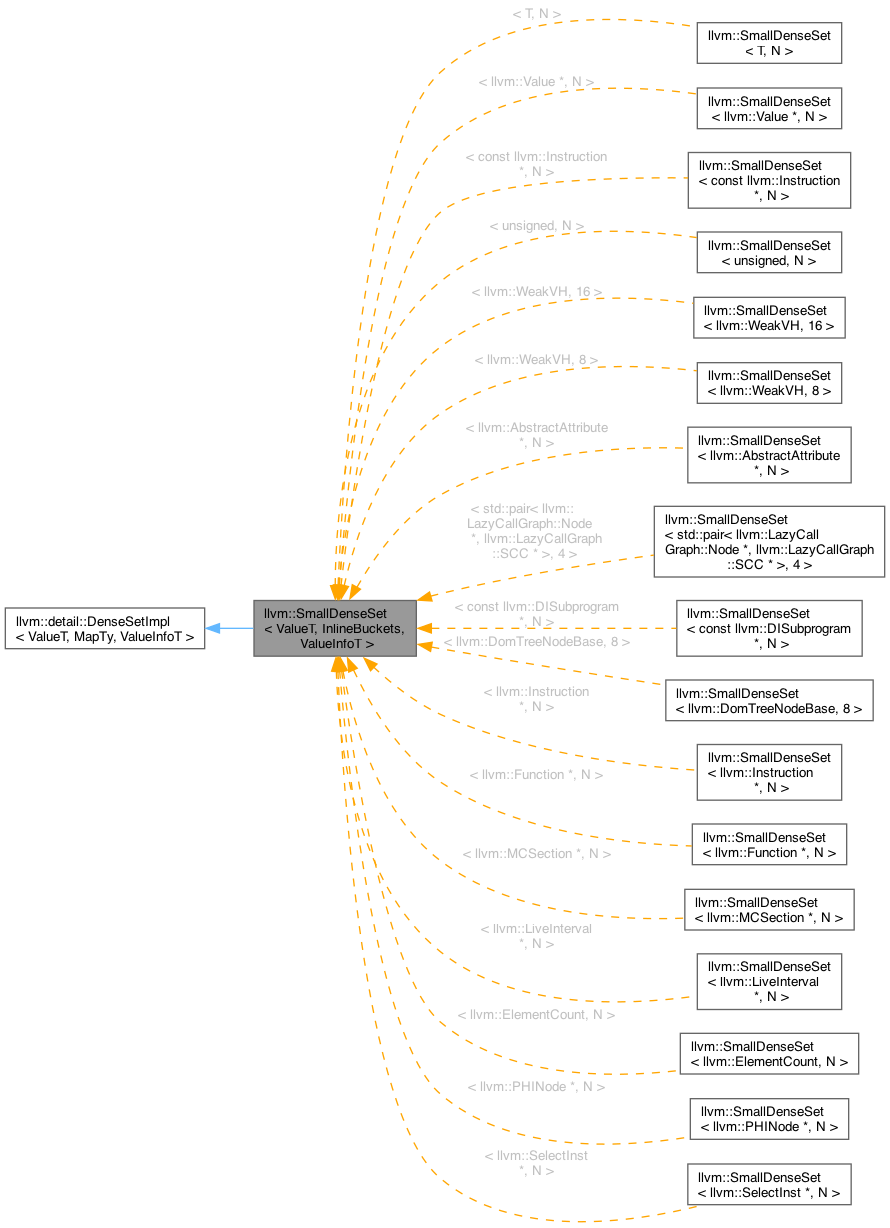 < T, N >
llvm::SmallDenseSet
< T, N >
< llvm::Value *, N >
llvm::SmallDenseSet
< llvm::Value *, N >
< const llvm::Instruction
*, N >
llvm::SmallDenseSet
< const llvm::Instruction
*, N >
< unsigned, N >
llvm::SmallDenseSet
< unsigned, N >
< llvm::WeakVH, 16 >
llvm::SmallDenseSet
< llvm::WeakVH, 16 >
< llvm::WeakVH, 8 >
llvm::SmallDenseSet
< llvm::WeakVH, 8 >
< llvm::AbstractAttribute
*, N >
llvm::SmallDenseSet
< llvm::AbstractAttribute
*, N >
< std::pair< llvm::
LazyCallGraph::Node
*, llvm::LazyCallGraph
::SCC * >, 4 >
llvm::SmallDenseSet
< std::pair< llvm::LazyCall
Graph::Node *, llvm::LazyCallGraph
::SCC * >, 4 >
llvm::detail::DenseSetImpl
< ValueT, MapTy, ValueInfoT >
llvm::SmallDenseSet
< ValueT, InlineBuckets,
ValueInfoT >
< const llvm::DISubprogram
*, N >
llvm::SmallDenseSet
< const llvm::DISubprogram
*, N >
< llvm::DomTreeNodeBase, 8 >
llvm::SmallDenseSet
< llvm::DomTreeNodeBase, 8 >
< llvm::Instruction
*, N >
llvm::SmallDenseSet
< llvm::Instruction
*, N >
< llvm::Function *, N >
llvm::SmallDenseSet
< llvm::Function *, N >
< llvm::MCSection *, N >
llvm::SmallDenseSet
< llvm::MCSection *, N >
< llvm::LiveInterval
*, N >
llvm::SmallDenseSet
< llvm::LiveInterval
*, N >
< llvm::ElementCount, N >
llvm::SmallDenseSet
< llvm::ElementCount, N >
< llvm::PHINode *, N >
llvm::SmallDenseSet
< llvm::PHINode *, N >
< llvm::SelectInst
*, N >
llvm::SmallDenseSet
< llvm::SelectInst *, N >